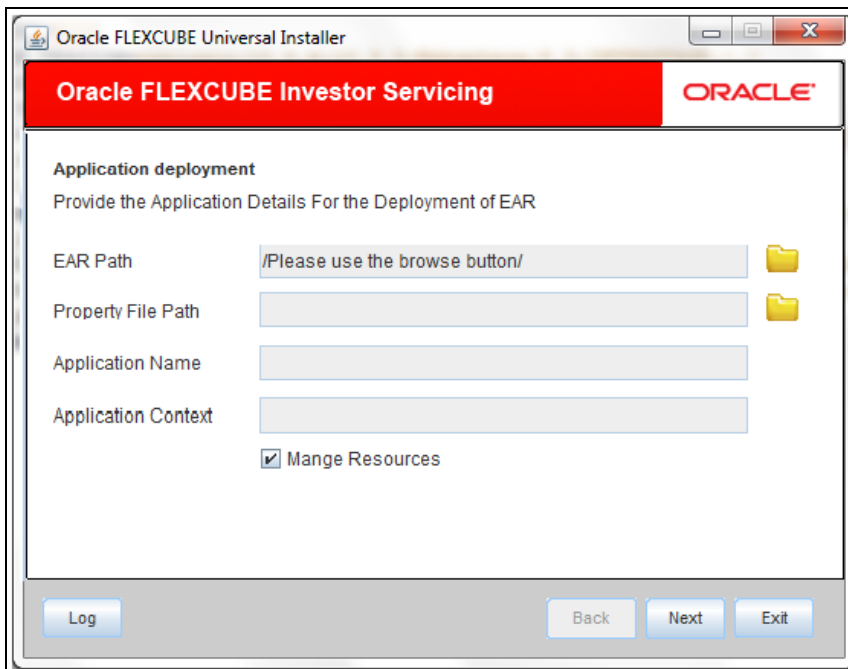 Oracle FLEXCUBE Universal Installer
Oracle FLEXCUBE Investor Servicing
ORACLE
Application deployment
Provide the Application Details For the Deployment of EAR
EAR Path
/Please use the browse button/
Property File Path
Application Name
Application Context
Mange Resources
Log
Back
Next
Exit